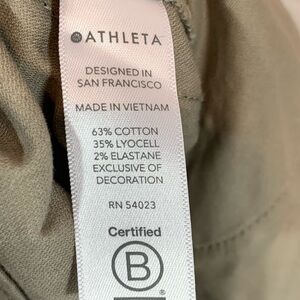 ATHLETA
DESIGNED IN
SAN FRANCISCO
MADE IN VIETNAM
63% COTTON
35% LYOCELL
2% ELASTANE
EXCLUSIVE OF
DECORATION
RN 54023
Certified
B